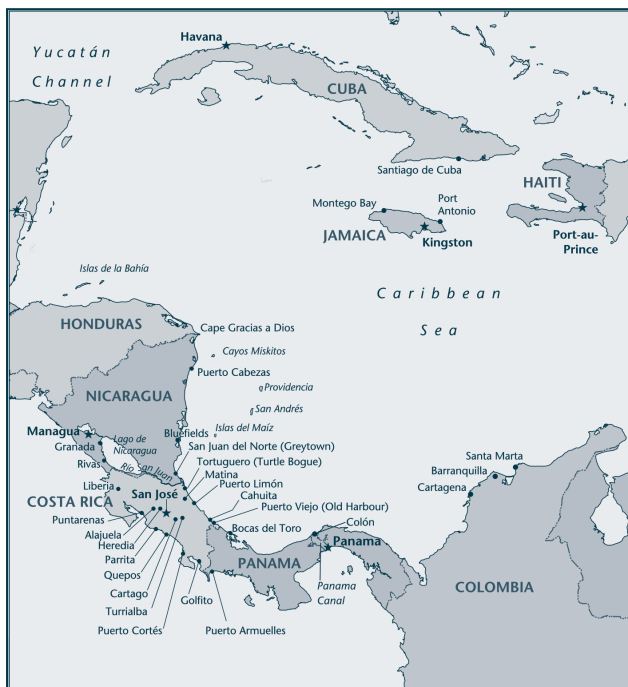 Havana
Yucatán
Channel
CUBA
Santiago de Cuba
HAITI
Montego Bay
Port
Antonio
JAMAICA
Kingston
Port-au-
Prince
Islas de la Bahía
Caribbean
Sea
HONDURAS
Cape Gracias a Dios
Cayos Miskitos
Puerto Cabezas
NICARAGUA
Providencia
San Andrés
Managua
Islas del Maíz
Bluefields
Granada
Lago de
Nicaragua
San Juan del Norte (Greytown)
Rivas
Río San Juan
Tortuguero (Turtle Bogue)
Matina
Santa Marta
Barranquilla
Liberia
Puerto Limón
Cartagena
COSTA RICA
San José
Cahuita
Puerto Viejo (Old Harbour)
Puntarenas
Bocas del Toro
Colón
Alajuela
Panama
Heredia
Parrita
PANAMA
Quepos
Panama
Canal
COLOMBIA
Cartago
Golfito
Turrialba
Puerto Cortés
Puerto Armuelles